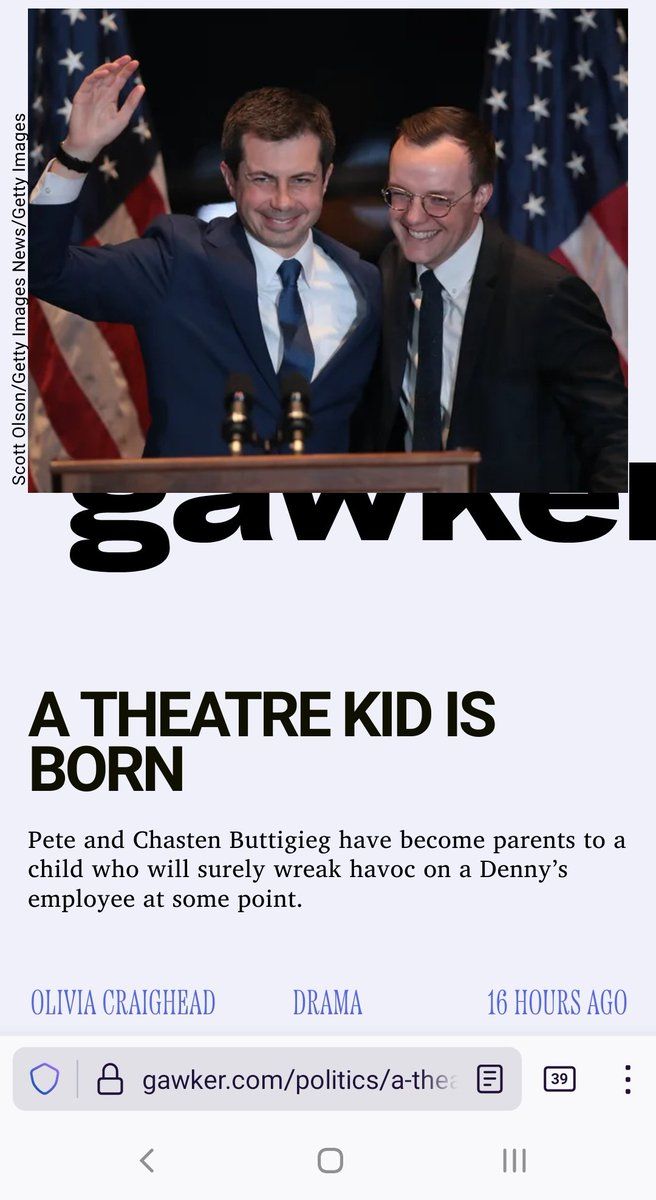 Scott Olson/Getty Images News/Getty Images
gawker
A THEATRE KID IS
BORN
Pete and Chasten Buttigieg have become parents to a
child who will surely wreak havoc on a Denny’s
employee at some point.
OLIVIA CRAIGHEAD DRAMA 16 HOURS AGO
gawker.com/politics/a-thea
39